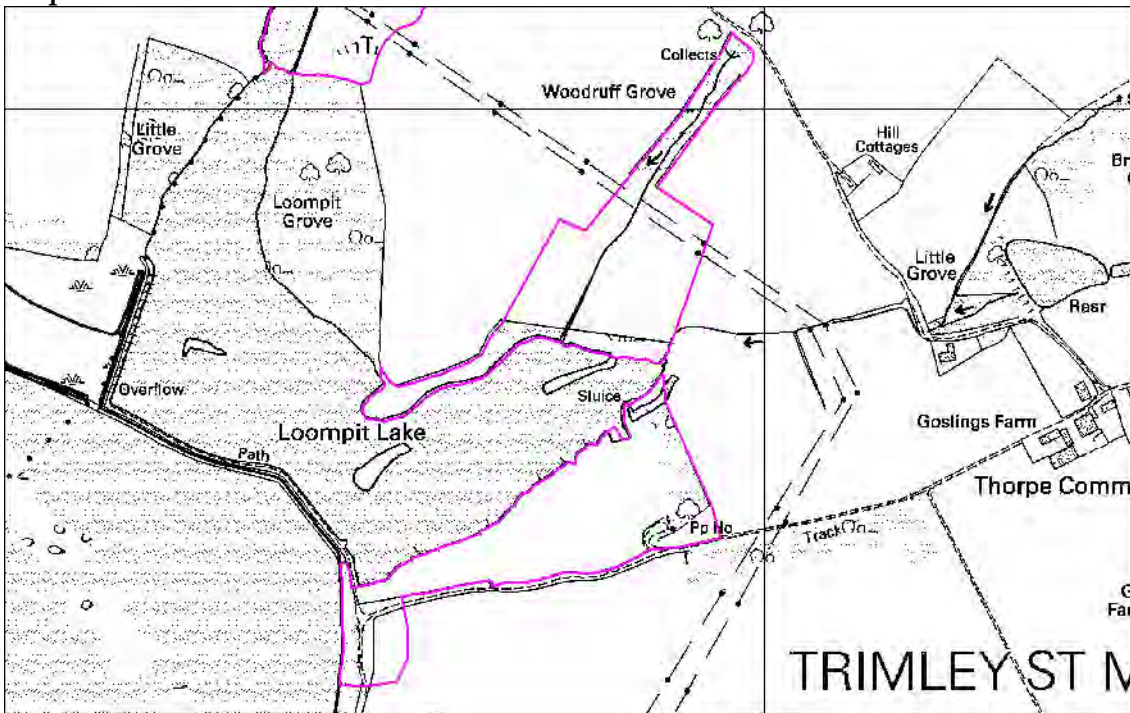 T
Collects
Woodruff Grove
Little
Grove
Hill
Cottages
Loompit
Grove
Little
Grove
Resr
Overflow
Sluice
Loompit Lake
Path
Goslings Farm
Thorpe Comm
Pp Ho
Track
TRIMLEY ST M